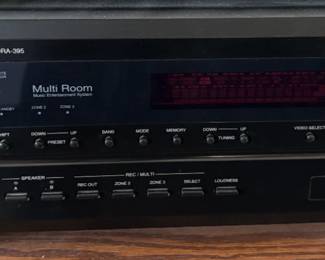 DRA-395
Multi Room
Music Entertainment System
ZONE 2 ZONE 3
DOWN UP BAND MODE MEMORY DOWN UP VIDEO SELECT
PRESET TUNING
SPEAKER REC / MULTI
A B REC OUT ZONE 2 ZONE 3 SELECT LOUDNESS